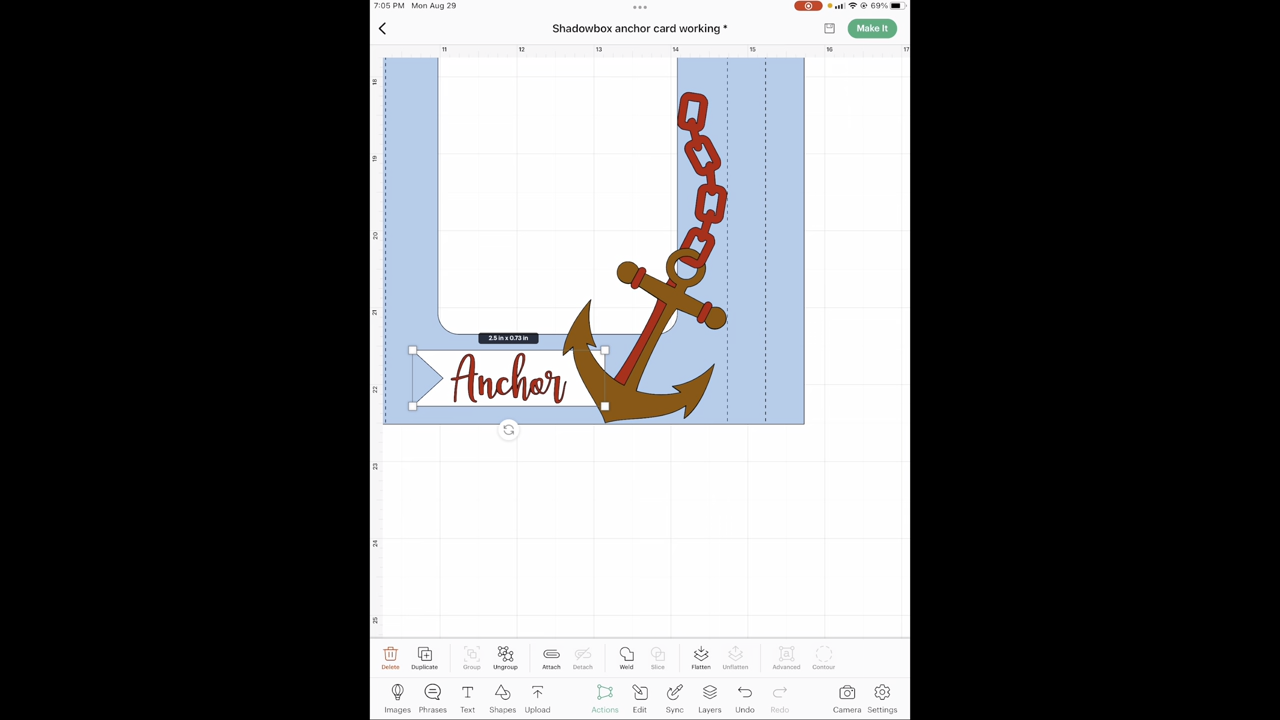 7:05 PM Mon Aug 29
69%
Shadowbox anchor card working *
Make It
11 12 13 14 15 16 17
18
19
20
21
22
23
24
25
2.5 in x 0.73 in
Anchor
Delete Duplicate Group Ungroup Attach Detach Weld Slice Flatten Unflatten Advanced Contour
Images Phrases Text Shapes Upload Actions Edit Sync Layers Undo Redo Camera Settings